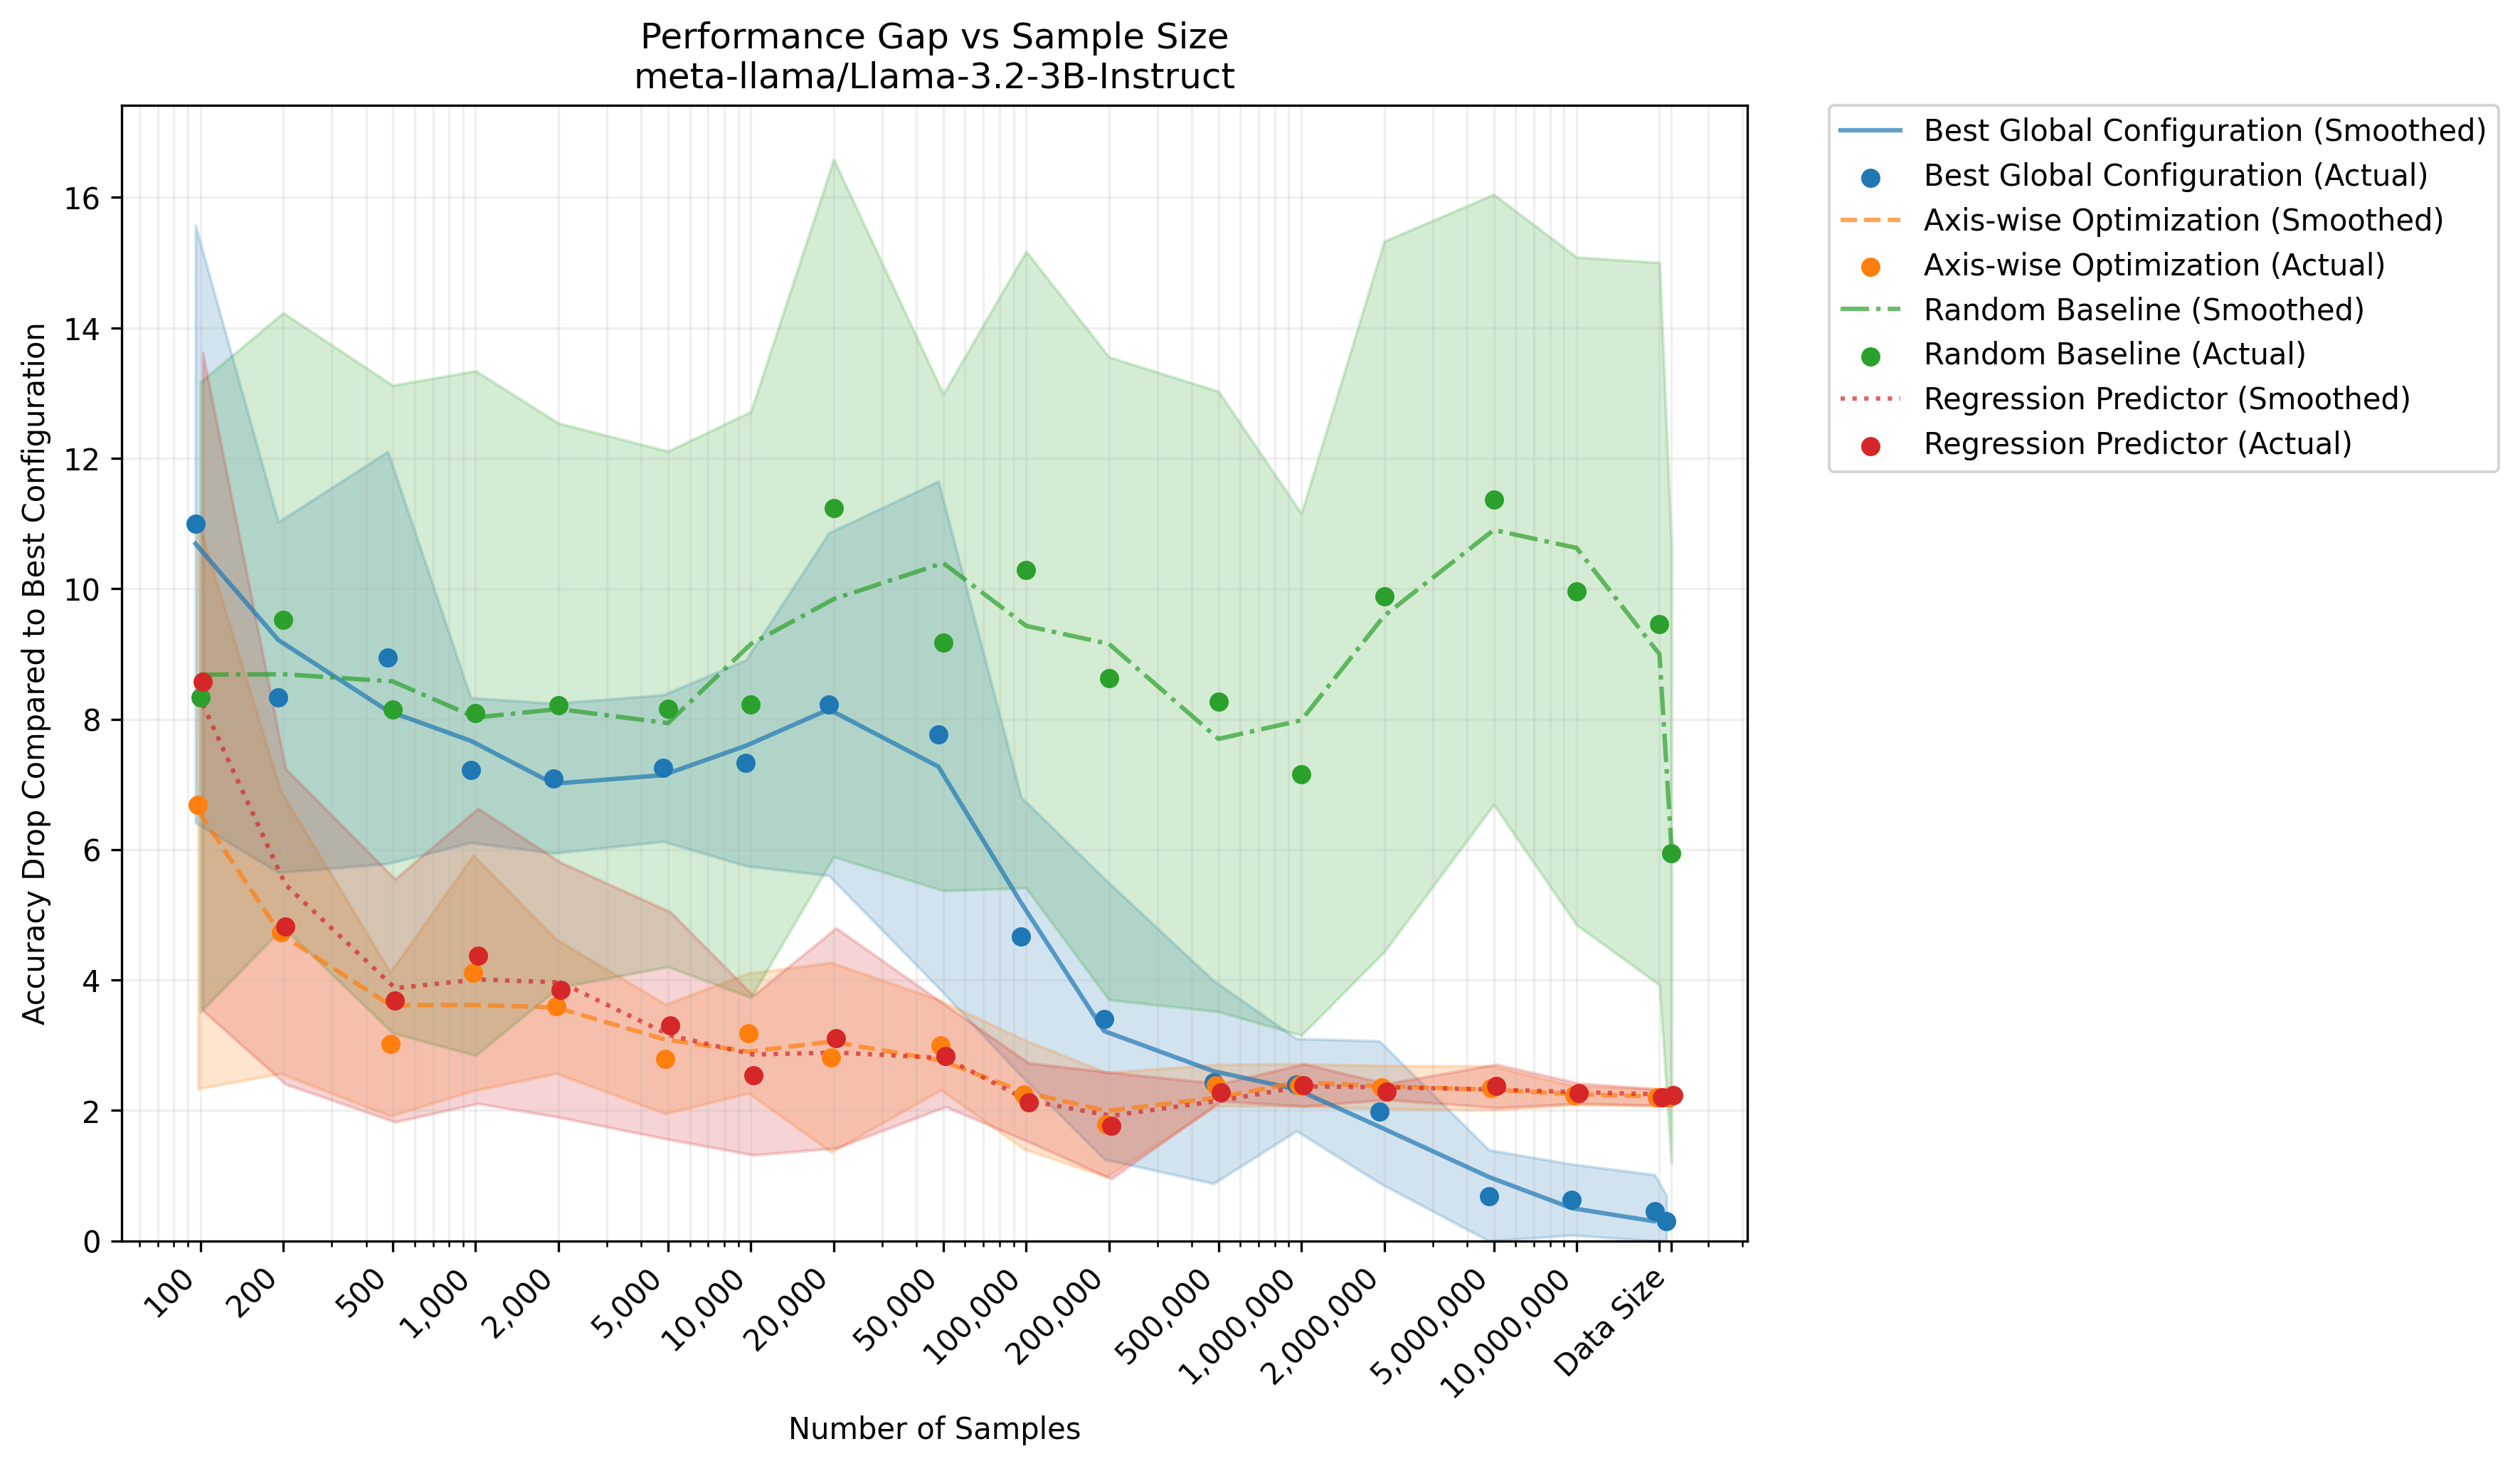 Performance Gap vs Sample Size
meta-llama/Llama-3.2-3B-Instruct
Accuracy Drop Compared to Best Configuration
16
14
12
10
8
6
4
2
0
100
200
500
1,000
2,000
5,000
10,000
20,000
50,000
100,000
200,000
500,000
1,000,000
2,000,000
5,000,000
10,000,000
Data Size
Number of Samples
Best Global Configuration (Smoothed)
Best Global Configuration (Actual)
Axis-wise Optimization (Smoothed)
Axis-wise Optimization (Actual)
Random Baseline (Smoothed)
Random Baseline (Actual)
Regression Predictor (Smoothed)
Regression Predictor (Actual)